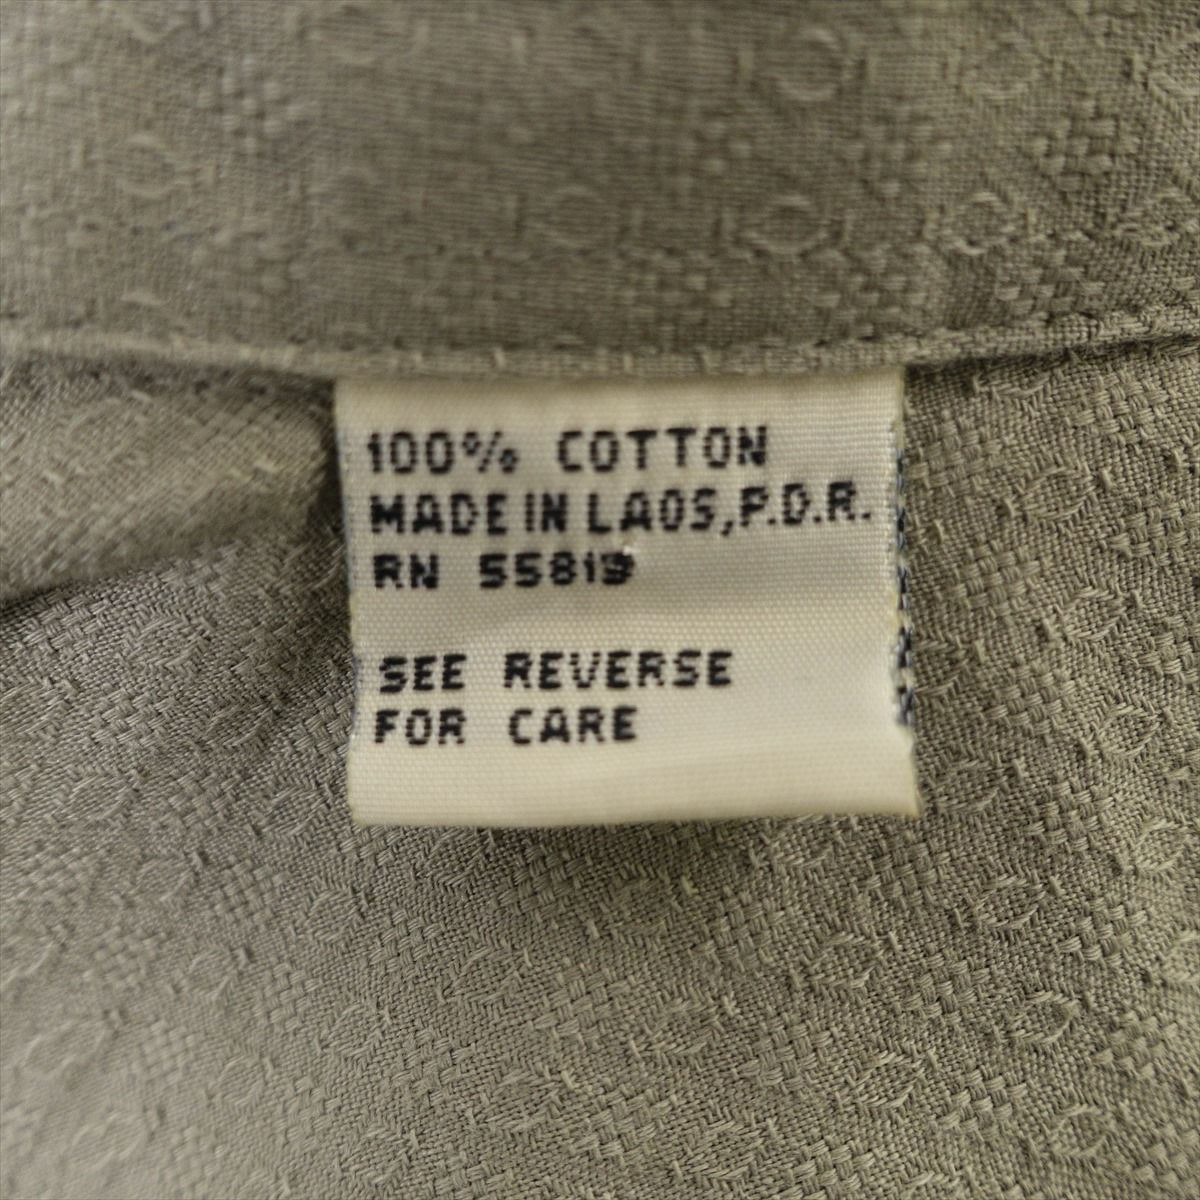 100% COTTON
MADE IN LAOS, P.D.R.
RN 55819
SEE REVERSE
FOR CARE